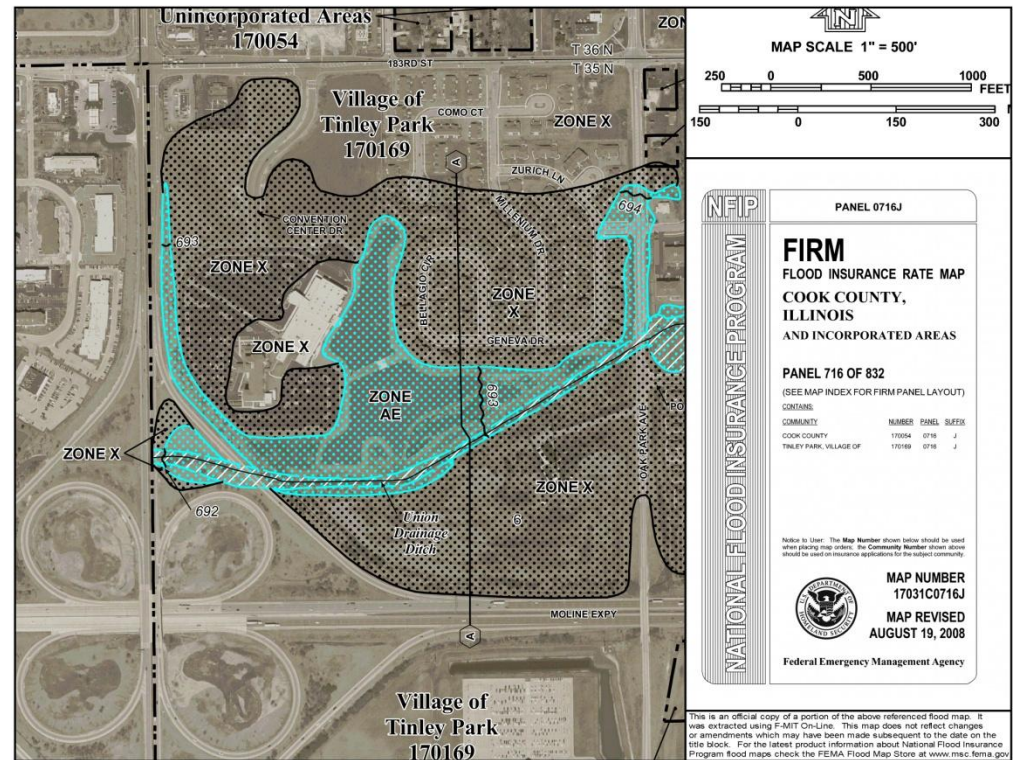 Unincorporated Areas
170054
ZON
T 36 N
183RD ST
T 35 N
Village of
Tinley Park
170169
COMO CT
ZONE X
A
ZURICH LN
MILLENUM DR
694
CONVENTION
CENTER DR
693
ZONE X
BELLAGIO CIR
ZONE
X
GENEVA DR
ZONE X
ZONE
AE
693
OAK PARK AVE
PO
ZONE X
ZONE X
692
Union
Drainage
Ditch
6
MOLINE EXPY
A
Village of
Tinley Park
170169
N
MAP SCALE 1" = 500'
250 0 500 1000
FEET
150 0 150 300
NFIP
NATIONAL FLOOD INSURANCE PROGRAM
PANEL 0716J
FIRM
FLOOD INSURANCE RATE MAP
COOK COUNTY,
ILLINOIS
AND INCORPORATED AREAS
PANEL 716 OF 832
(SEE MAP INDEX FOR FIRM PANEL LAYOUT)
CONTAINS:
COMMUNITY NUMBER PANEL SUFFIX
COOK COUNTY 170054 0716 J
TINLEY PARK, VILLAGE OF 170169 0716 J
Notice to User: The Map Number shown below should be used
when placing map orders; the Community Number shown above
should be used on insurance applications for the subject community.
U.S. DEPARTMENT OF
HOMELAND SECURITY
MAP NUMBER
17031C0716J
MAP REVISED
AUGUST 19, 2008
Federal Emergency Management Agency
This is an official copy of a portion of the above referenced flood map. It
was extracted using F-MIT On-Line. This map does not reflect changes
or amendments which may have been made subsequent to the date on the
title block. For the latest product information about National Flood Insurance
Program flood maps check the FEMA Flood Map Store at www.msc.fema.gov